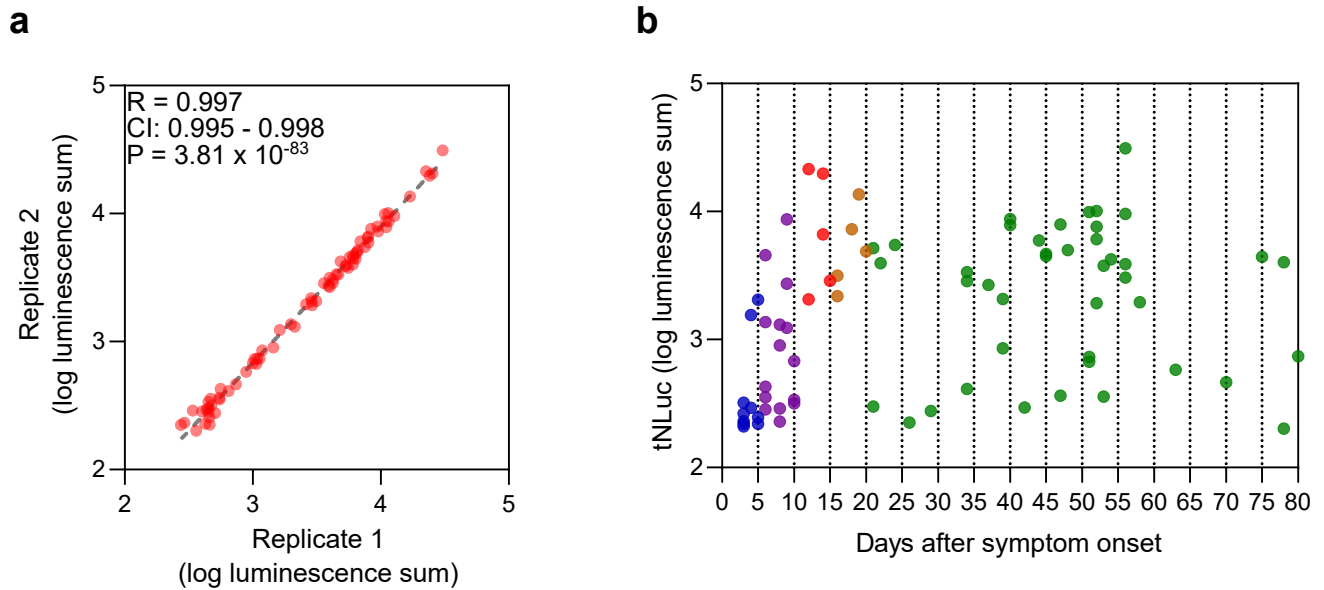 a
R = 0.997
CI: 0.995 - 0.998
P = 3.81 x 10-83
5
4
3
2
2 3 4 5
Replicate 2
(log luminescence sum)
Replicate 1
(log luminescence sum)
b
5
4
3
2
0 5 10 15 20 25 30 35 40 45 50 55 60 65 70 75 80
tNLuc (log luminescence sum)
Days after symptom onset